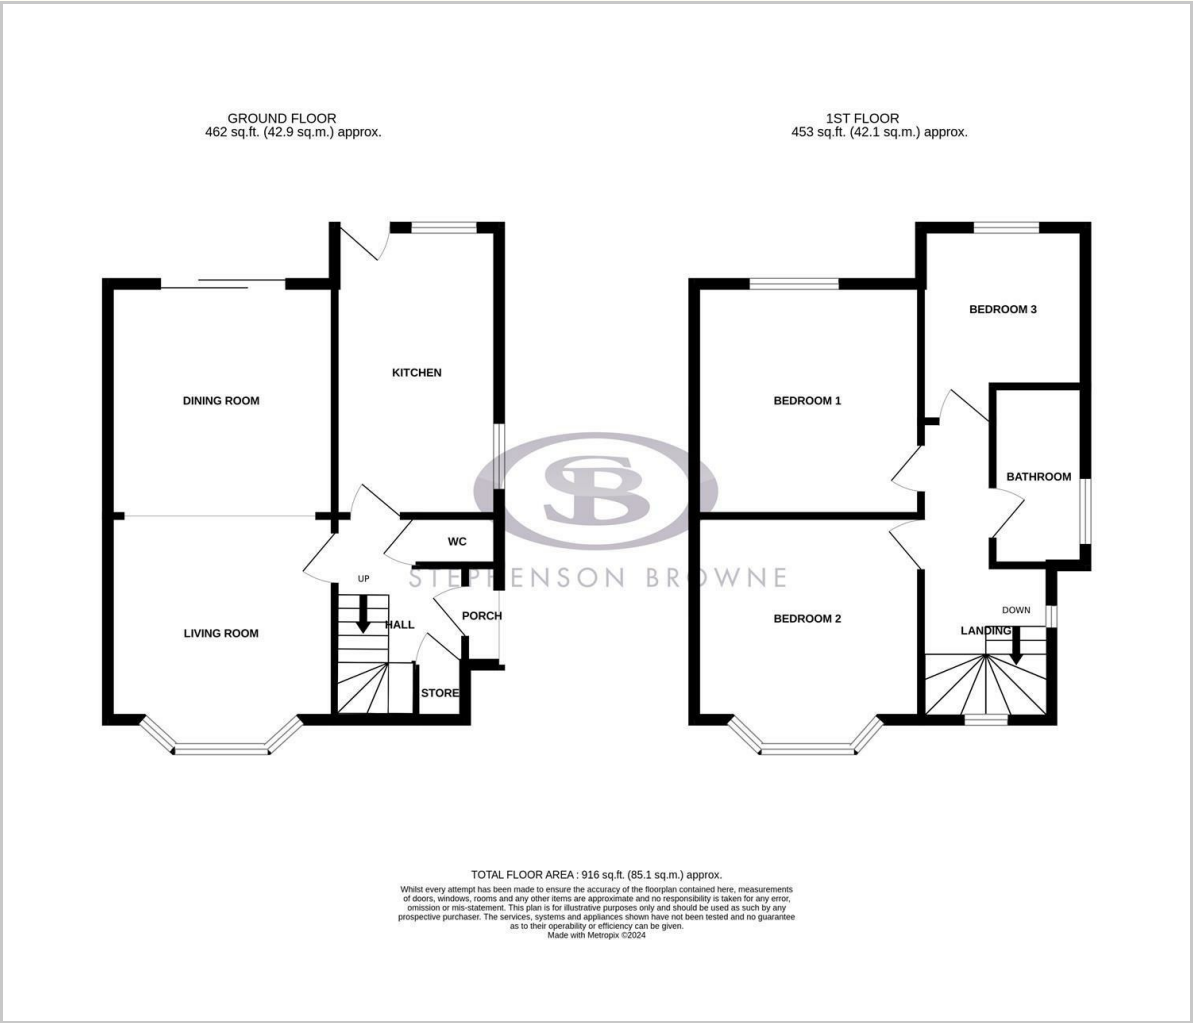 GROUND FLOOR
462 sq.ft. (42.9 sq.m.) approx.
1ST FLOOR
453 sq.ft. (42.1 sq.m.) approx.
BEDROOM 3
KITCHEN
DINING ROOM
BEDROOM 1
BATHROOM
SB
WC
STEPHENSON BROWNE
UP
DOWN
PORCH
BEDROOM 2
HALL
LANDING
LIVING ROOM
STORE
TOTAL FLOOR AREA : 916 sq.ft. (85.1 sq.m.) approx.
Whilst every attempt has been made to ensure the accuracy of the floorplan contained here, measurements
of doors, windows, rooms and any other items are approximate and no responsibility is taken for any error,
omission or mis-statement. This plan is for illustrative purposes only and should be used as such by any
prospective purchaser. The services, systems and appliances shown have not been tested and no guarantee
as to their operability or efficiency can be given.
Made with Metropix ©2024